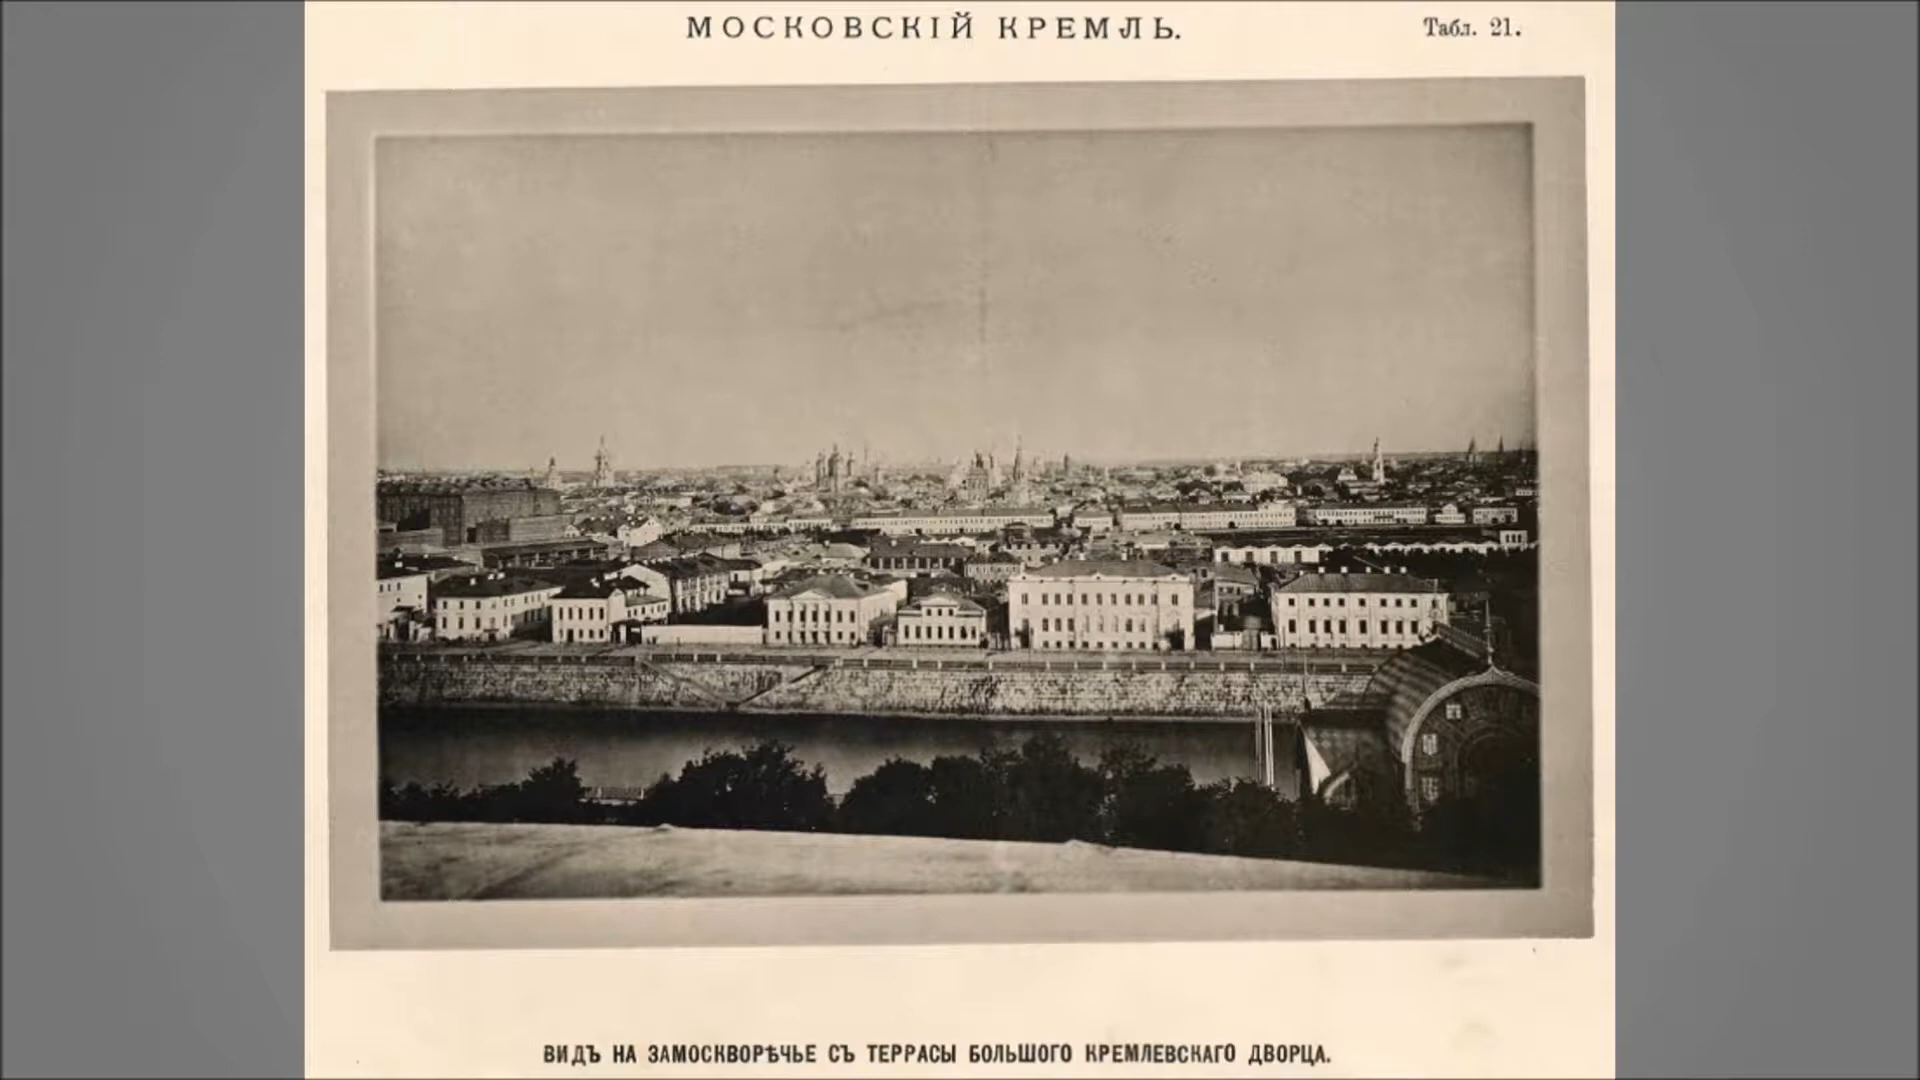 МОСКОВСКІЙ КРЕМЛЬ.
Табл. 21.
ВИДЪ НА ЗАМОСКВОРѢЧЬЕ СЪ ТЕРРАСЫ БОЛЬШОГО КРЕМЛЕВСКАГО ДВОРЦА.